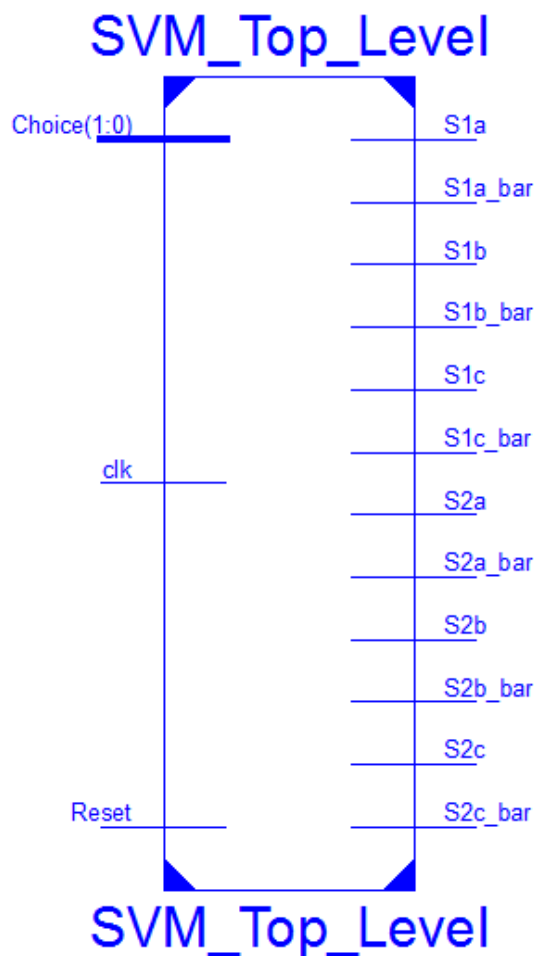 SVM_Top_Level
Choice(1:0)
S1a
S1a_bar
S1b
S1b_bar
S1c
S1c_bar
clk
S2a
S2a_bar
S2b
S2b_bar
S2c
Reset
S2c_bar
SVM_Top_Level